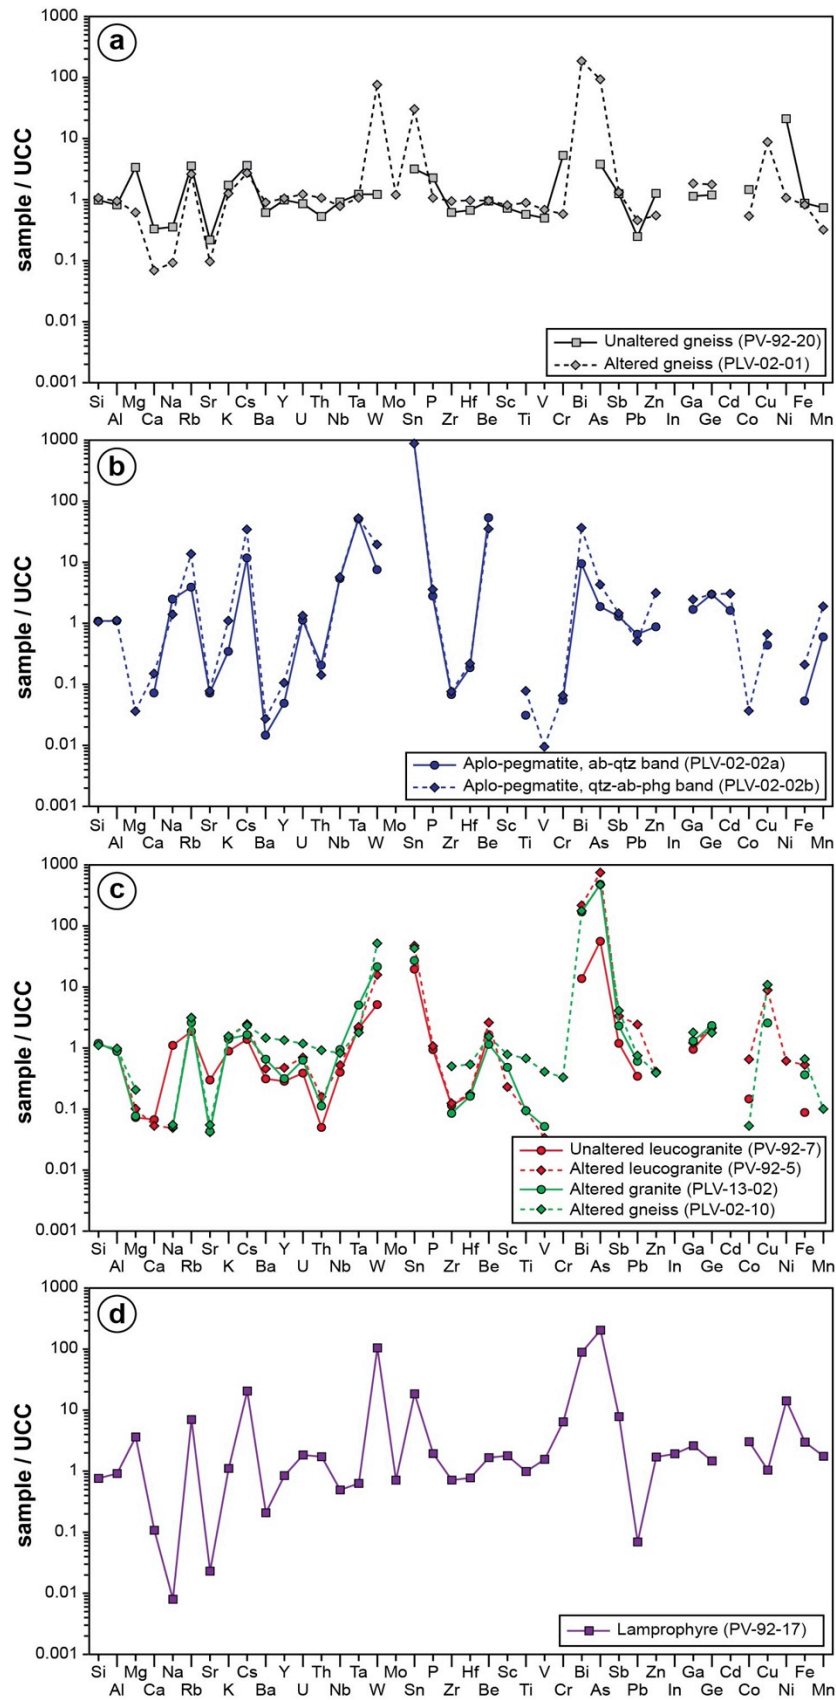 a
1000
100
10
1
0.1
0.01
0.001
sample / UCC
Unaltered gneiss (PV-92-20)
Altered gneiss (PLV-02-01)
Si Mg Na Sr Cs Y Th Ta Mo P Hf Sc V Bi Sb Zn Ga Cd Cu Fe
Al Ca Rb K Ba U Nb W Sn Zr Be Ti Cr As Pb In Ge Co Ni Mn
b
1000
100
10
1
0.1
0.01
0.001
sample / UCC
Aplo-pegmatite, ab-qtz band (PLV-02-02a)
Aplo-pegmatite, qtz-ab-phg band (PLV-02-02b)
Si Mg Na Sr Cs Y Th Ta Mo P Hf Sc V Bi Sb Zn Ga Cd Cu Fe
Al Ca Rb K Ba U Nb W Sn Zr Be Ti Cr As Pb In Ge Co Ni Mn
c
1000
100
10
1
0.1
0.01
0.001
sample / UCC
Unaltered leucogranite (PV-92-7)
Altered leucogranite (PV-92-5)
Altered granite (PLV-13-02)
Altered gneiss (PLV-02-10)
Si Mg Na Sr Cs Y Th Ta Mo P Hf Sc V Bi Sb Zn Ga Cd Cu Fe
Al Ca Rb K Ba U Nb W Sn Zr Be Ti Cr As Pb In Ge Co Ni Mn
d
1000
100
10
1
0.1
0.01
0.001
sample / UCC
Lamprophyre (PV-92-17)
Si Mg Na Sr Cs Y Th Ta Mo P Hf Sc V Bi Sb Zn Ga Cd Cu Fe
Al Ca Rb K Ba U Nb W Sn Zr Be Ti Cr As Pb In Ge Co Ni Mn